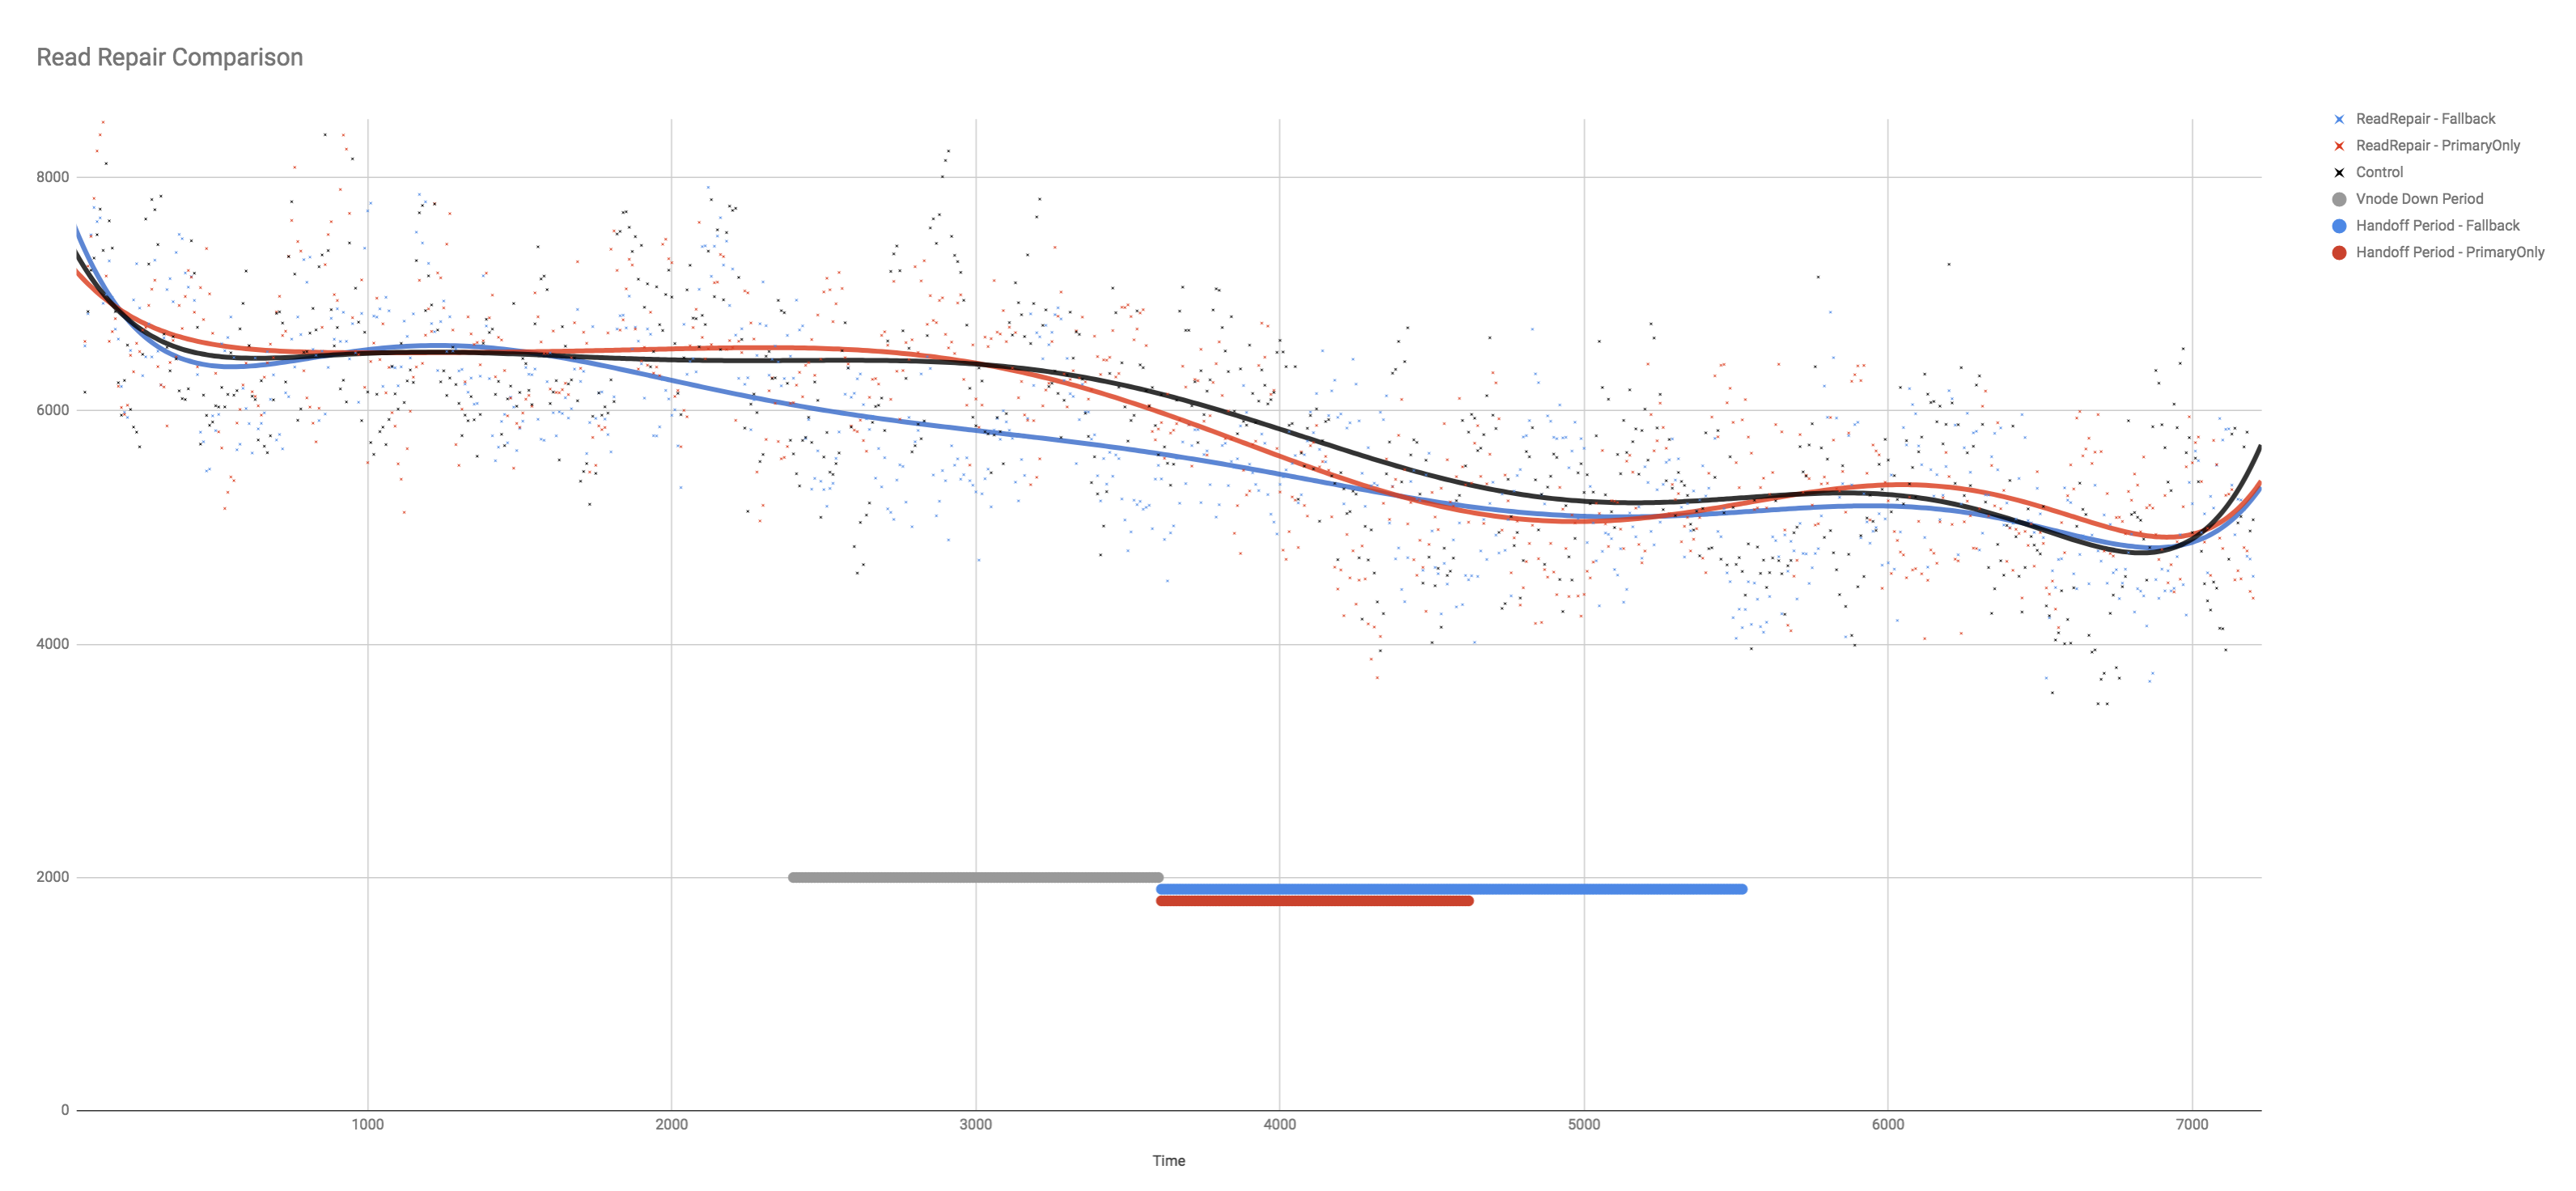 Read Repair Comparison
ReadRepair - Fallback
ReadRepair - PrimaryOnly
Control
Vnode Down Period
Handoff Period - Fallback
Handoff Period - PrimaryOnly
8000
6000
4000
2000
0
1000 2000 3000 4000 5000 6000 7000
Time